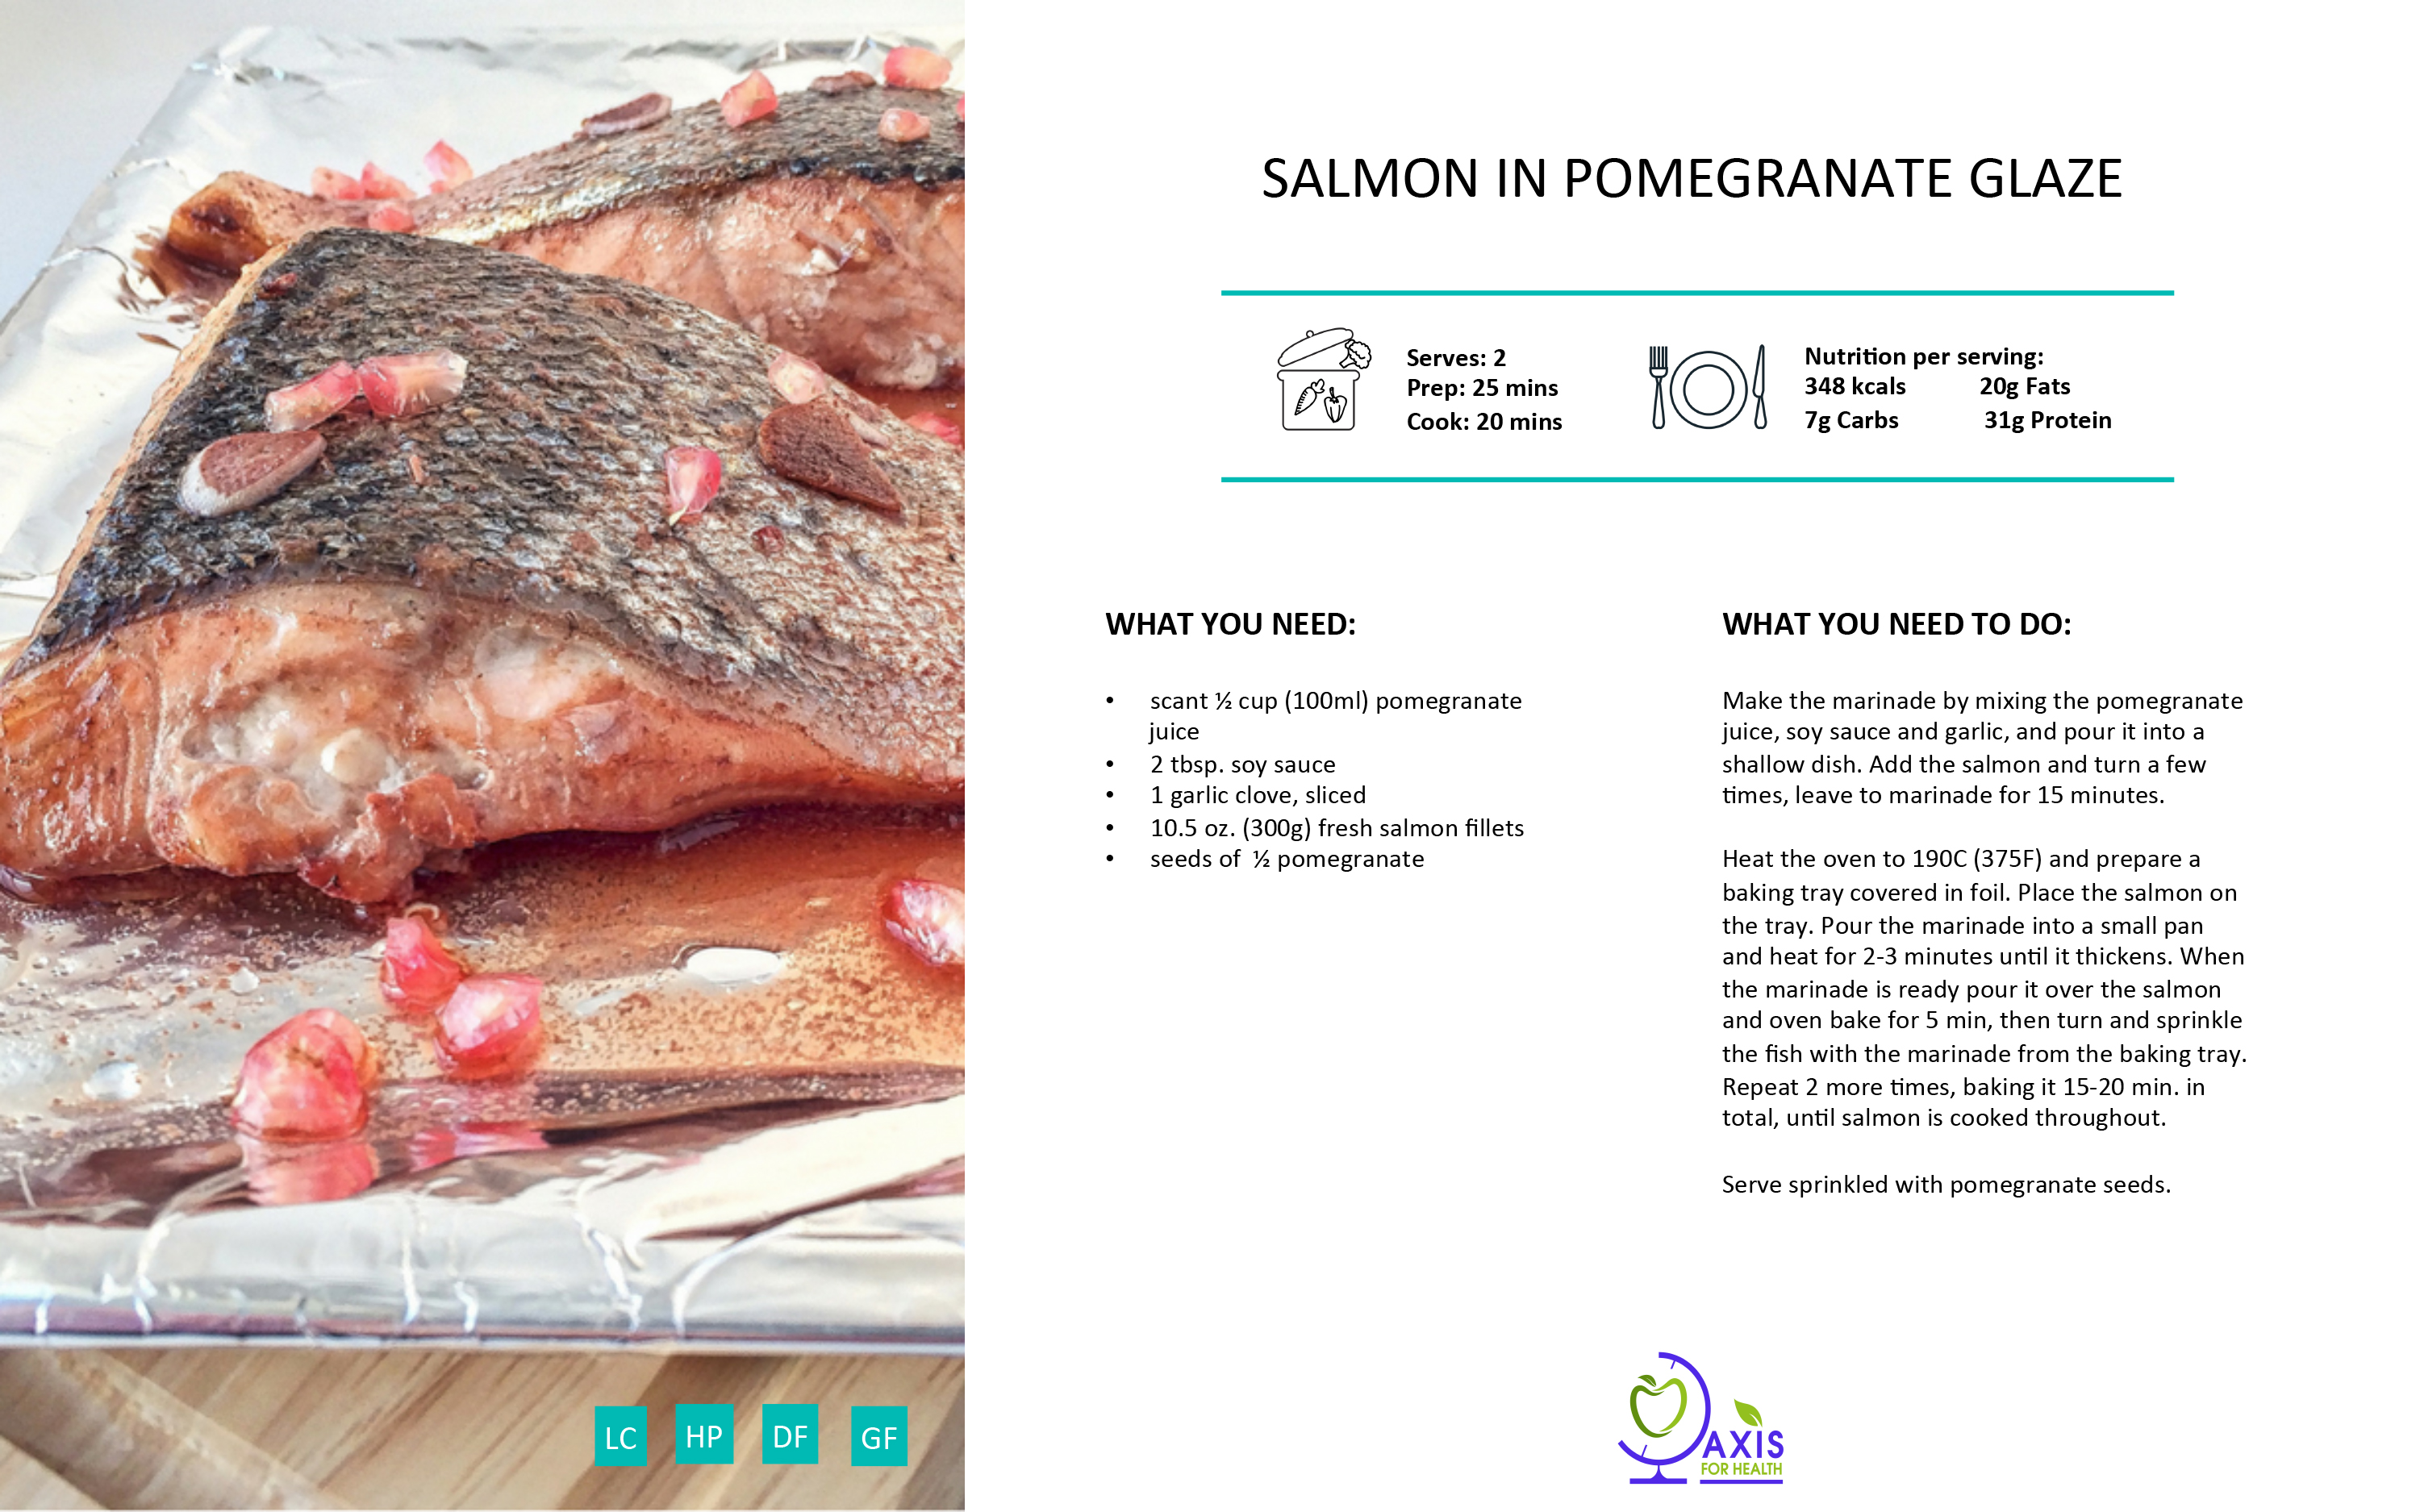 SALMON IN POMEGRANATE GLAZE
Serves: 2
Prep: 25 mins
Cook: 20 mins
Nutrition per serving:
348 kcals 20g Fats
7g Carbs 31g Protein
WHAT YOU NEED:
• scant ½ cup (100ml) pomegranate
juice
• 2 tbsp. soy sauce
• 1 garlic clove, sliced
• 10.5 oz. (300g) fresh salmon fillets
• seeds of ½ pomegranate
WHAT YOU NEED TO DO:
Make the marinade by mixing the pomegranate
juice, soy sauce and garlic, and pour it into a
shallow dish. Add the salmon and turn a few
times, leave to marinade for 15 minutes.
Heat the oven to 190C (375F) and prepare a
baking tray covered in foil. Place the salmon on
the tray. Pour the marinade into a small pan
and heat for 2-3 minutes until it thickens. When
the marinade is ready pour it over the salmon
and oven bake for 5 min, then turn and sprinkle
the fish with the marinade from the baking tray.
Repeat 2 more times, baking it 15-20 min. in
total, until salmon is cooked throughout.
Serve sprinkled with pomegranate seeds.
LC HP DF GF
AXIS
FOR HEALTH